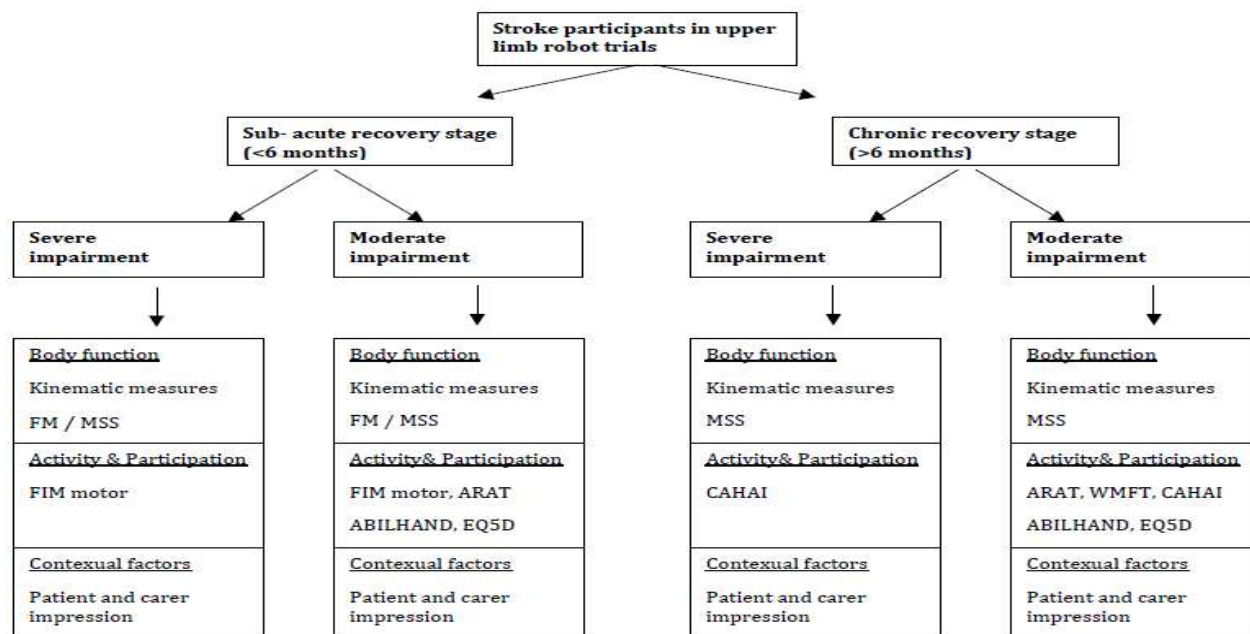 Stroke participants in upper
limb robot trials
Sub- acute recovery stage
(<6 months)
Chronic recovery stage
(>6 months)
Severe
impairment
Moderate
impairment
Severe
impairment
Moderate
impairment
Body function
Kinematic measures
FM / MSS
Activity & Participation
FIM motor
Contexual factors
Patient and carer
impression
Body function
Kinematic measures
FM / MSS
Activity& Participation
FIM motor, ARAT
ABILHAND, EQ5D
Contexual factors
Patient and carer
impression
Body function
Kinematic measures
MSS
Activity& Participation
CAHAI
Contexual factors
Patient and carer
impression
Body function
Kinematic measures
MSS
Activity& Participation
ARAT, WMFT, CAHAI
ABILHAND, EQ5D
Contexual factors
Patient and carer
impression